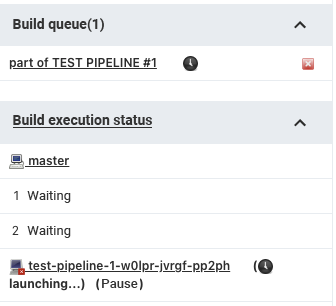 Build queue(1)
part of TEST PIPELINE #1
Build execution status
master
1 Waiting
2 Waiting
test-pipeline-1-w0lpr-jvrgf-pp2ph (
launching...) (Pause)